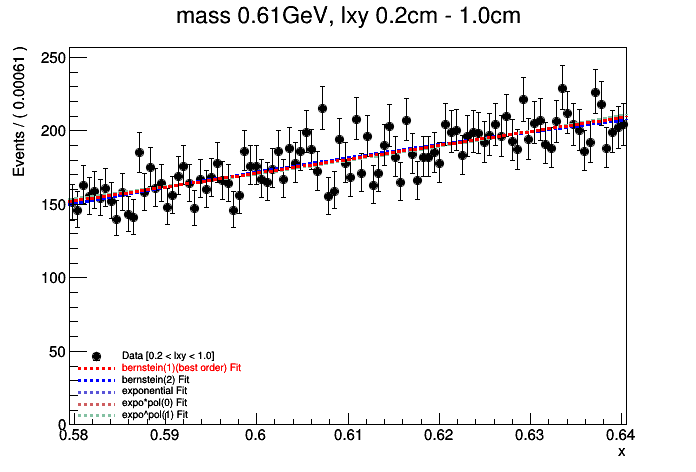 mass 0.61GeV, lxy 0.2cm - 1.0cm
Events / ( 0.00061 )
250
200
150
100
50
0
Data [0.2 < lxy < 1.0]
bernstein(1)(best order) Fit
bernstein(2) Fit
exponential Fit
expo*pol(0) Fit
expo^pol(1) Fit
0.58 0.59 0.6 0.61 0.62 0.63 0.64
x